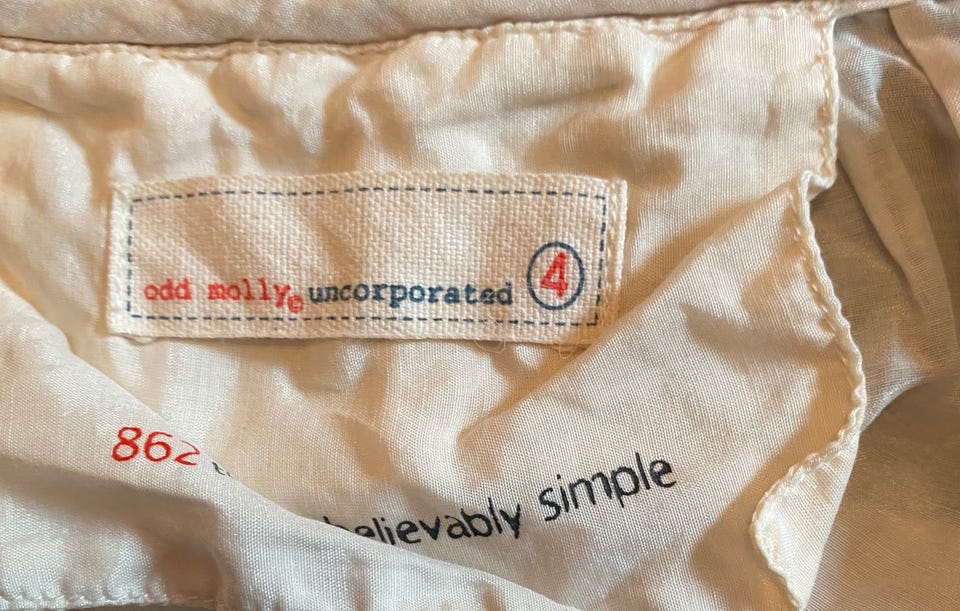 odd molly e uncorporated 4
862
believably simple